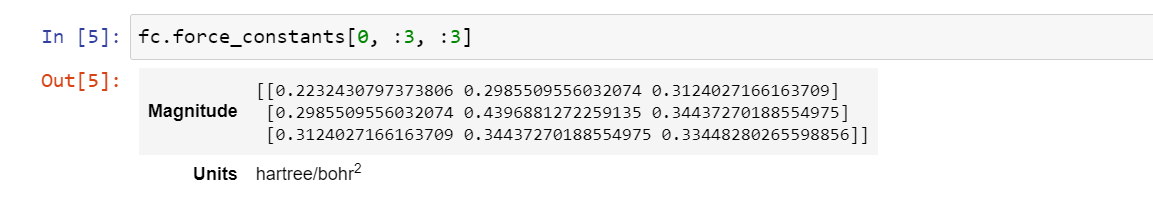 In [5]: fc.force_constants[0, :3, :3]
Out[5]:
[[0.2232430797373806 0.2985509556032074 0.3124027166163709]
Magnitude [0.2985509556032074 0.4396881272259135 0.34437270188554975]
[0.3124027166163709 0.34437270188554975 0.33448280265598856]]
Units hartree/bohr²